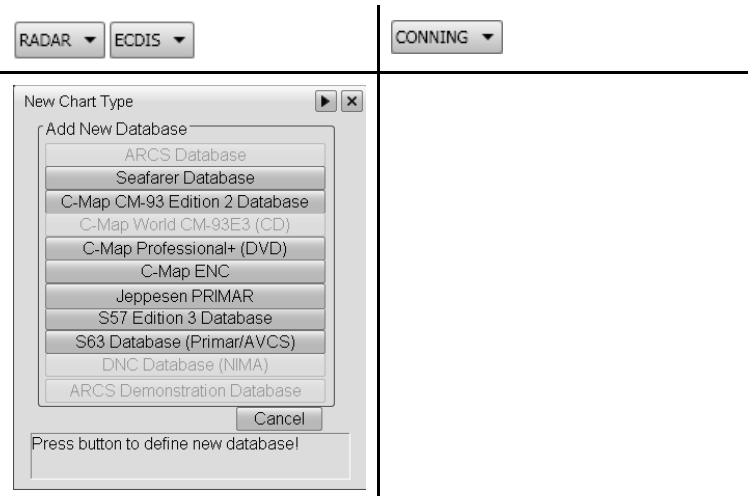 RADAR ECDIS
CONNING
New Chart Type
Add New Database
ARCS Database
Seafarer Database
C-Map CM-93 Edition 2 Database
C-Map World CM-93E3 (CD)
C-Map Professional+ (DVD)
C-Map ENC
Jeppesen PRIMAR
S57 Edition 3 Database
S63 Database (Primar/AVCS)
DNC Database (NIMA)
ARCS Demonstration Database
Cancel
Press button to define new database!